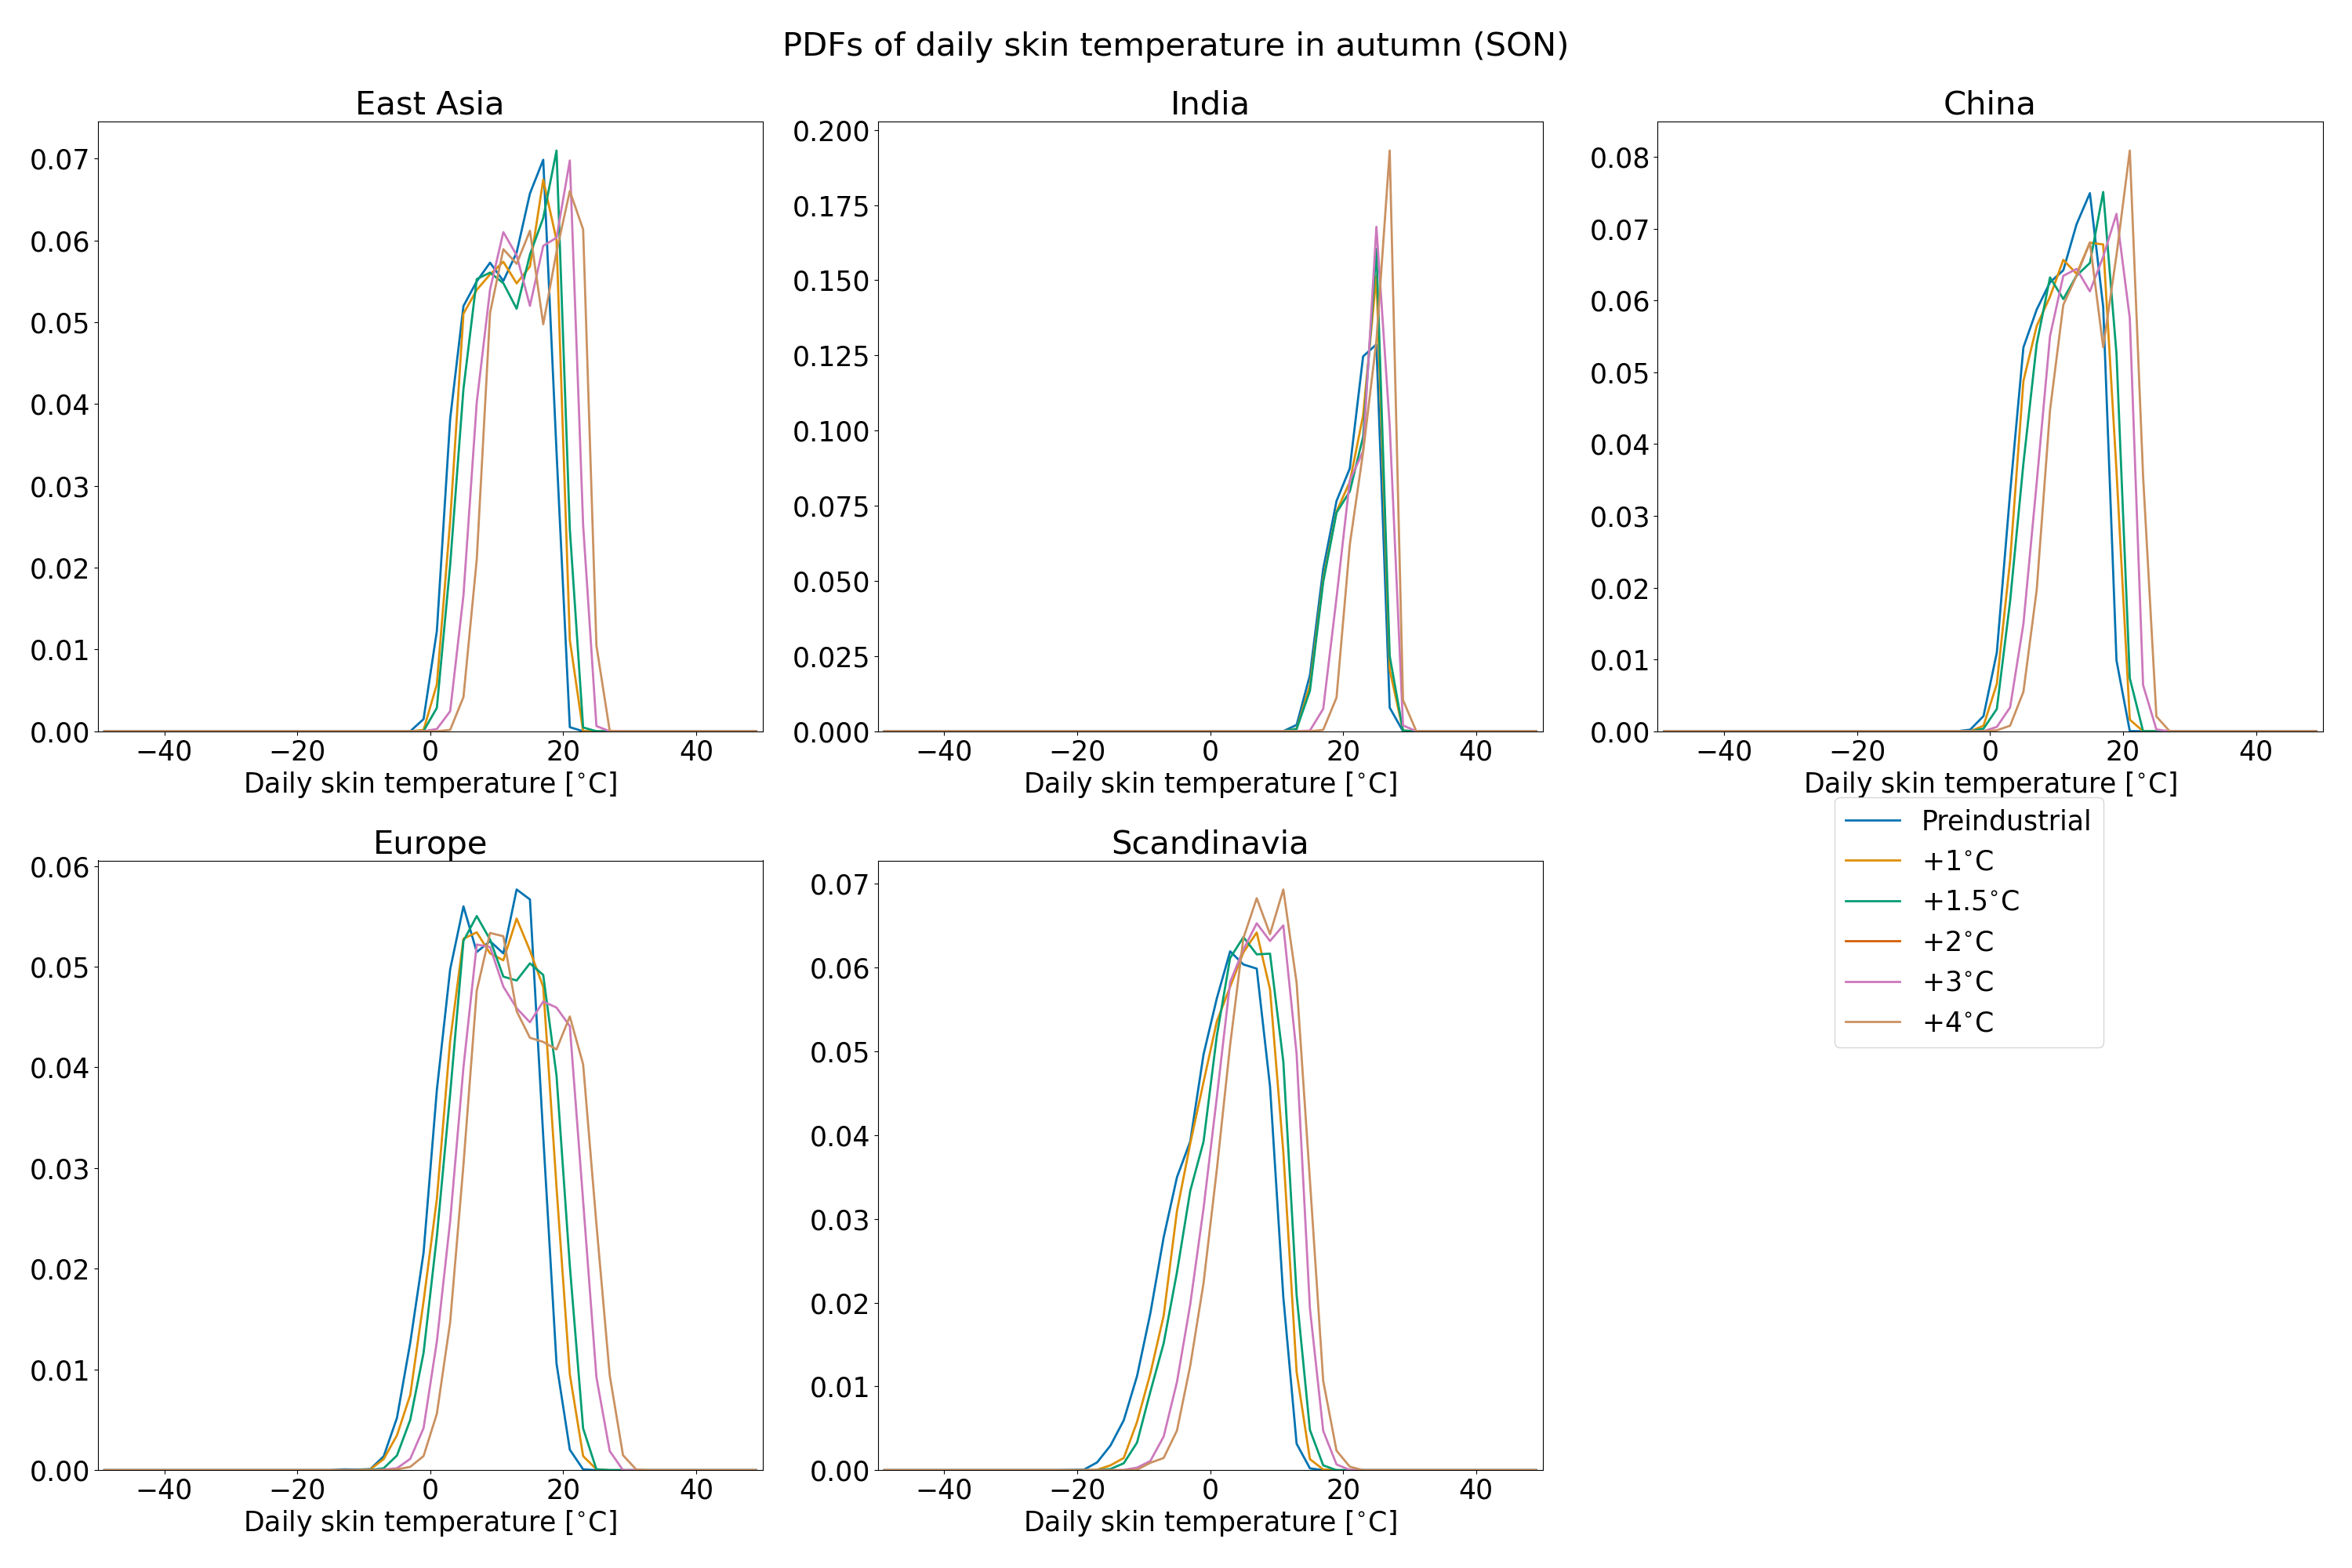 PDFs of daily skin temperature in autumn (SON)
East Asia
0.07
0.06
0.05
0.04
0.03
0.02
0.01
0.00
−40 −20 0 20 40
Daily skin temperature [°C]
India
0.200
0.175
0.150
0.125
0.100
0.075
0.050
0.025
0.000
−40 −20 0 20 40
Daily skin temperature [°C]
China
0.08
0.07
0.06
0.05
0.04
0.03
0.02
0.01
0.00
−40 −20 0 20 40
Daily skin temperature [°C]
Europe
0.06
0.05
0.04
0.03
0.02
0.01
0.00
−40 −20 0 20 40
Daily skin temperature [°C]
Scandinavia
0.07
0.06
0.05
0.04
0.03
0.02
0.01
0.00
−40 −20 0 20 40
Daily skin temperature [°C]
Preindustrial
+1°C
+1.5°C
+2°C
+3°C
+4°C